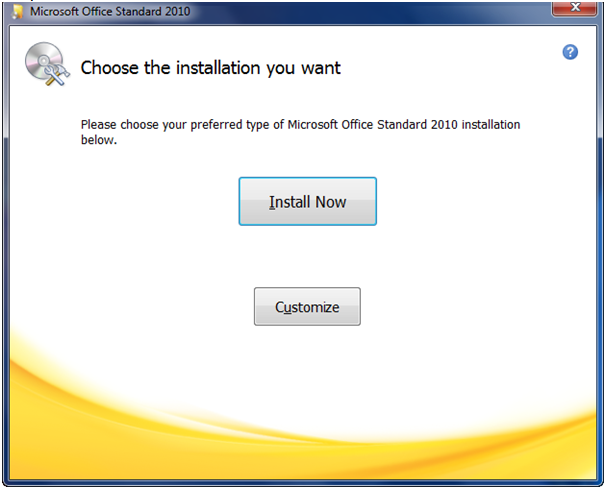 Microsoft Office Standard 2010
Choose the installation you want
Please choose your preferred type of Microsoft Office Standard 2010 installation
below.
Install Now
Customize